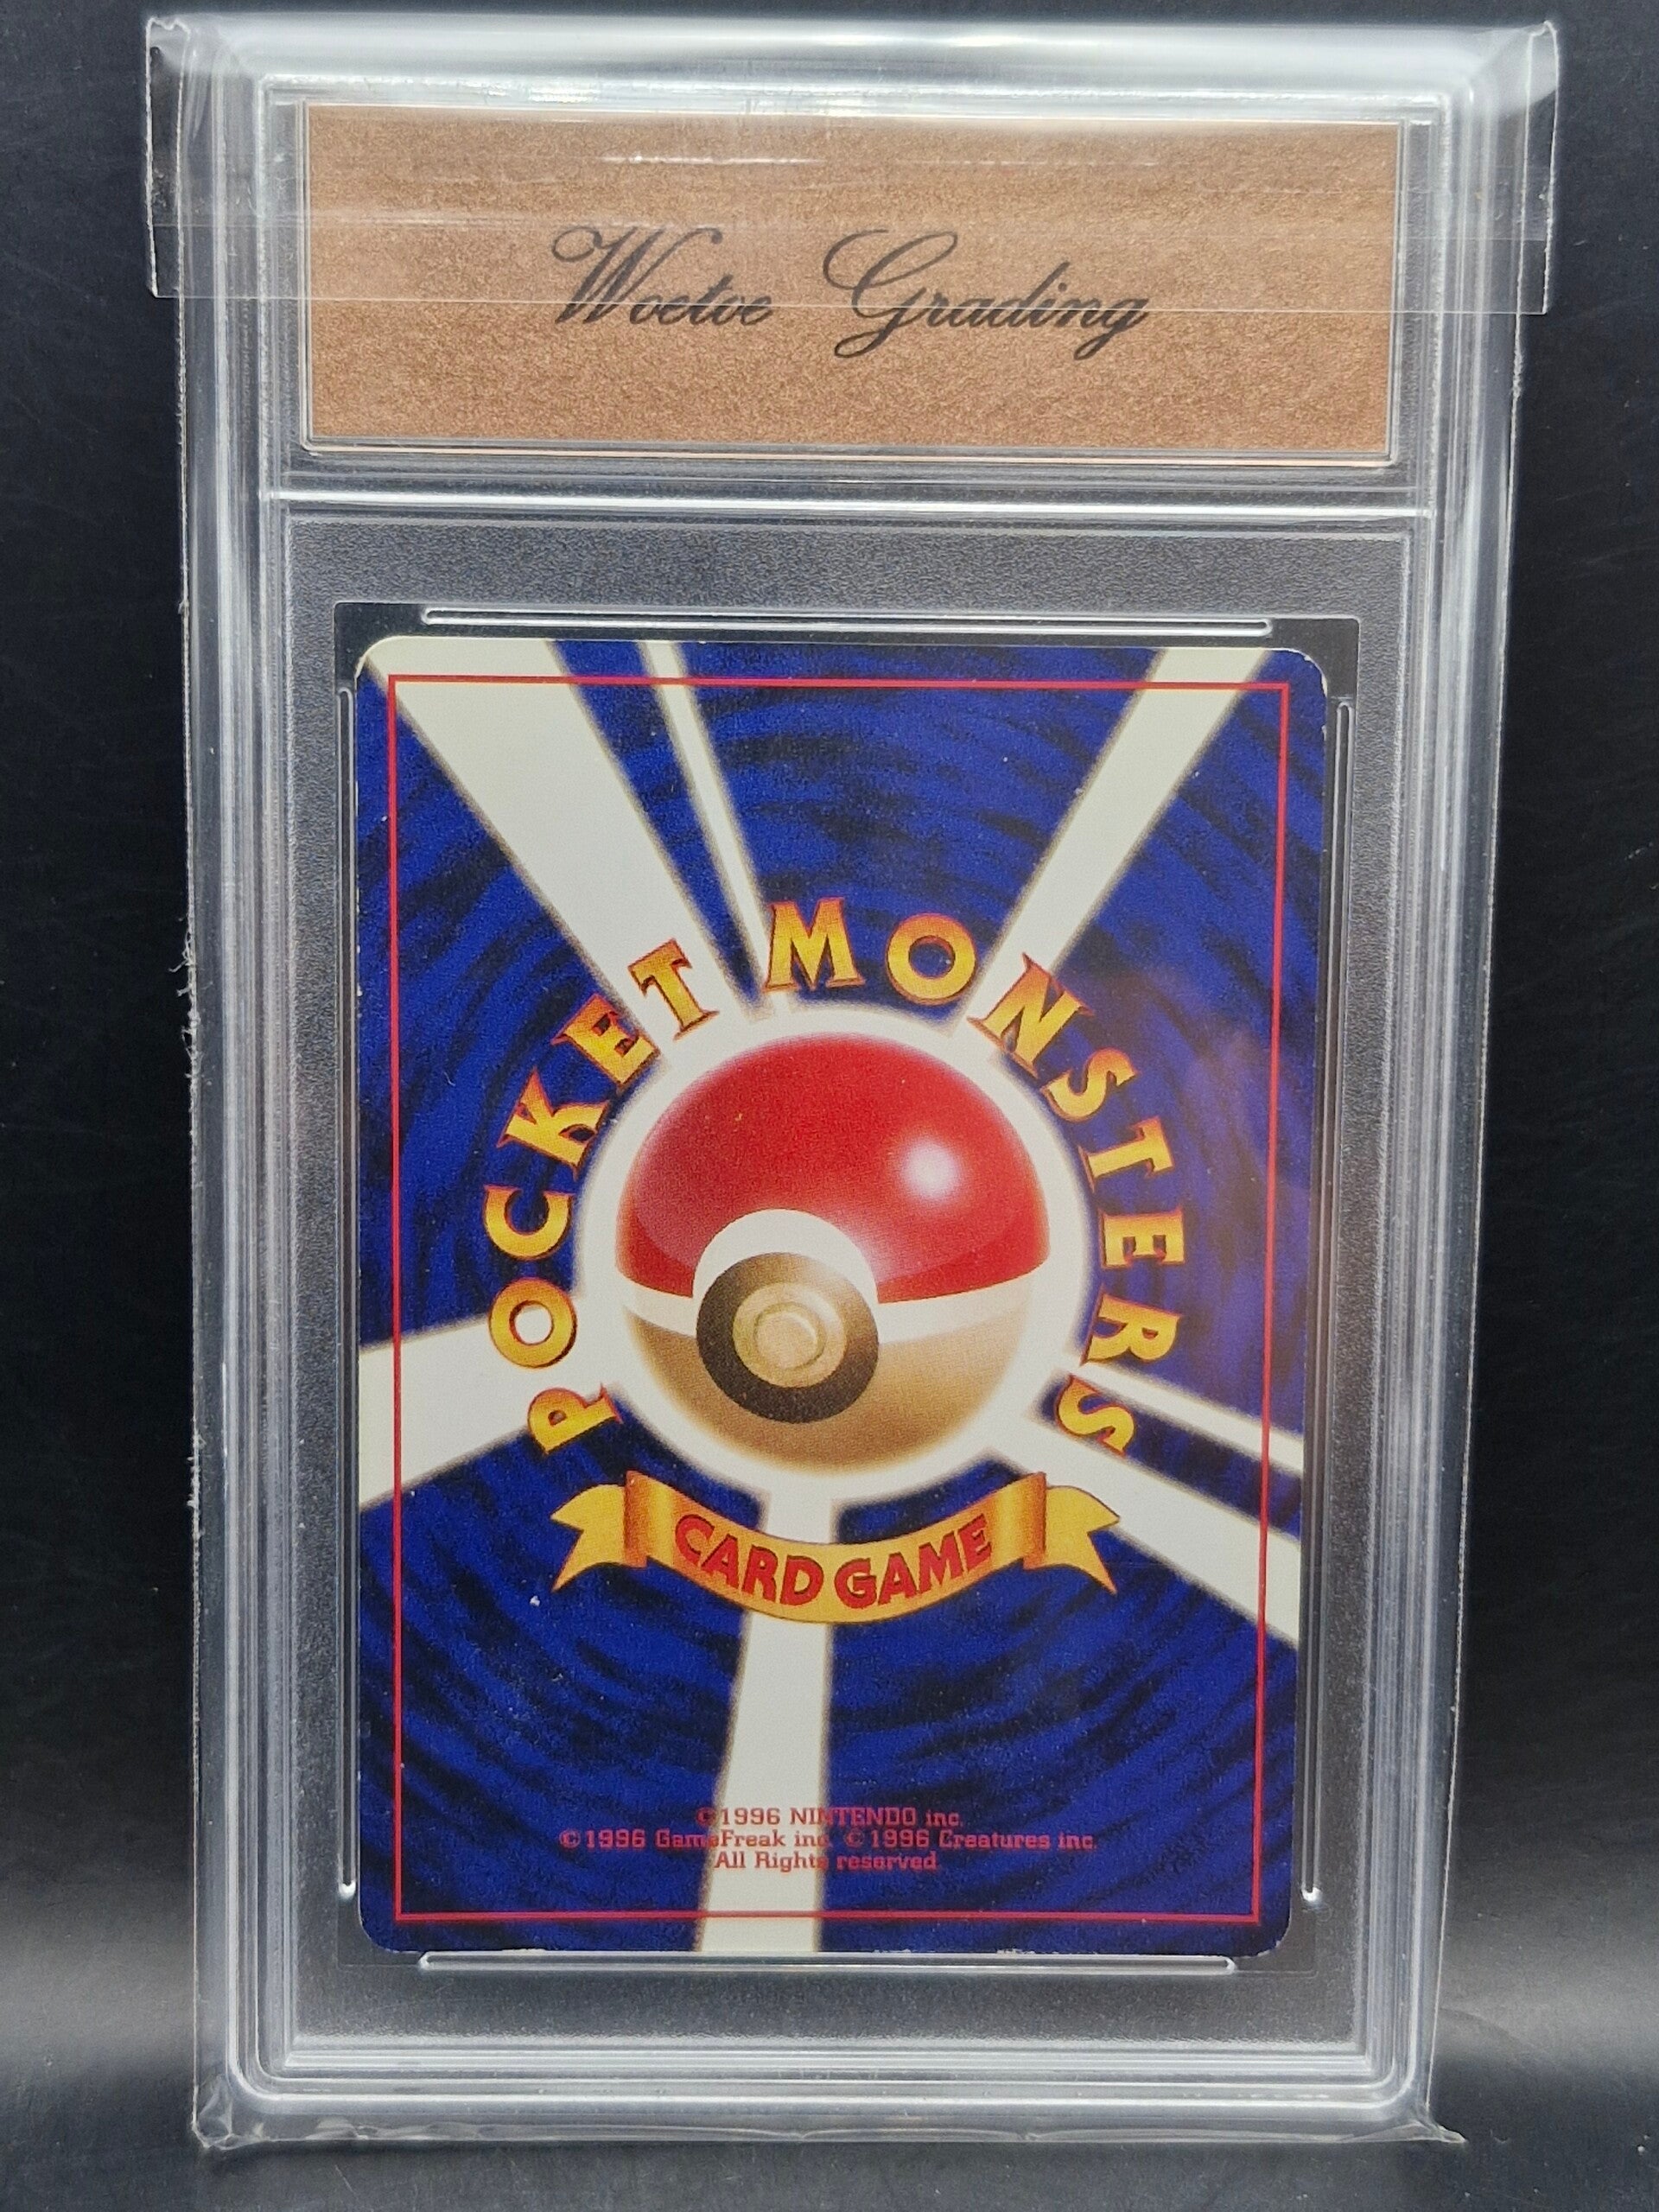 Woetoe Grading
POCKET MONSTERS
CARD GAME
©1996 NINTENDO inc.
©1996 GameFreak inc. ©1996 Creatures inc.
All Rights reserved.